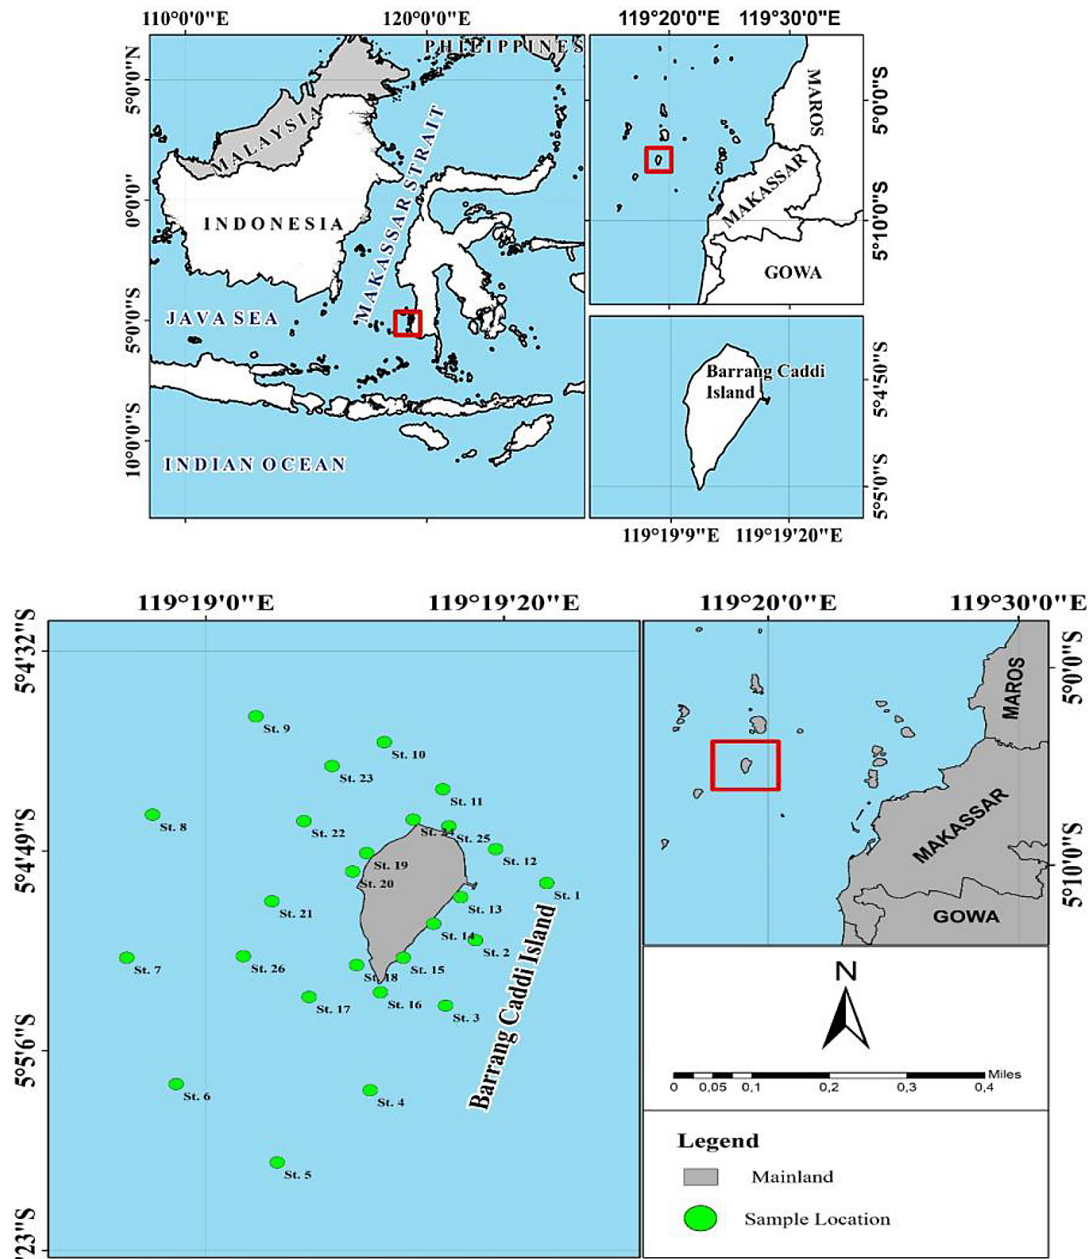 110°0'0"E 120°0'0"E
119°20'0"E 119°30'0"E
PHILIPPINES
5°0'0"N
MALAYSIA
MAKASSAR STRAIT
0°0'0"
INDONESIA
JAVA SEA
5°0'0"S
10°0'0"S
INDIAN OCEAN
MAROS
5°0'0"S
MAKASSAR
5°10'0"S
GOWA
Barrang Caddi
Island
5°4'50"S
5°5'0"S
119°19'9"E 119°19'20"E
119°19'0"E 119°19'20"E
119°20'0"E 119°30'0"E
5°4'32"S
St. 9
St. 10
St. 23
St. 11
St. 8
St. 22
St. 24
St. 25
5°4'49"S
St. 12
St. 19
St. 20
St. 1
St. 21
St. 13
St. 14
St. 2
St. 7
St. 26
St. 18
St. 15
St. 17
St. 16
St. 3
Barrang Caddi Island
5°5'6"S
St. 6
St. 4
St. 5
23"S
5°0'0"S
MAROS
MAKASSAR
5°10'0"S
GOWA
N
Miles
0 0,05 0,1 0,2 0,3 0,4
Legend
Mainland
Sample Location